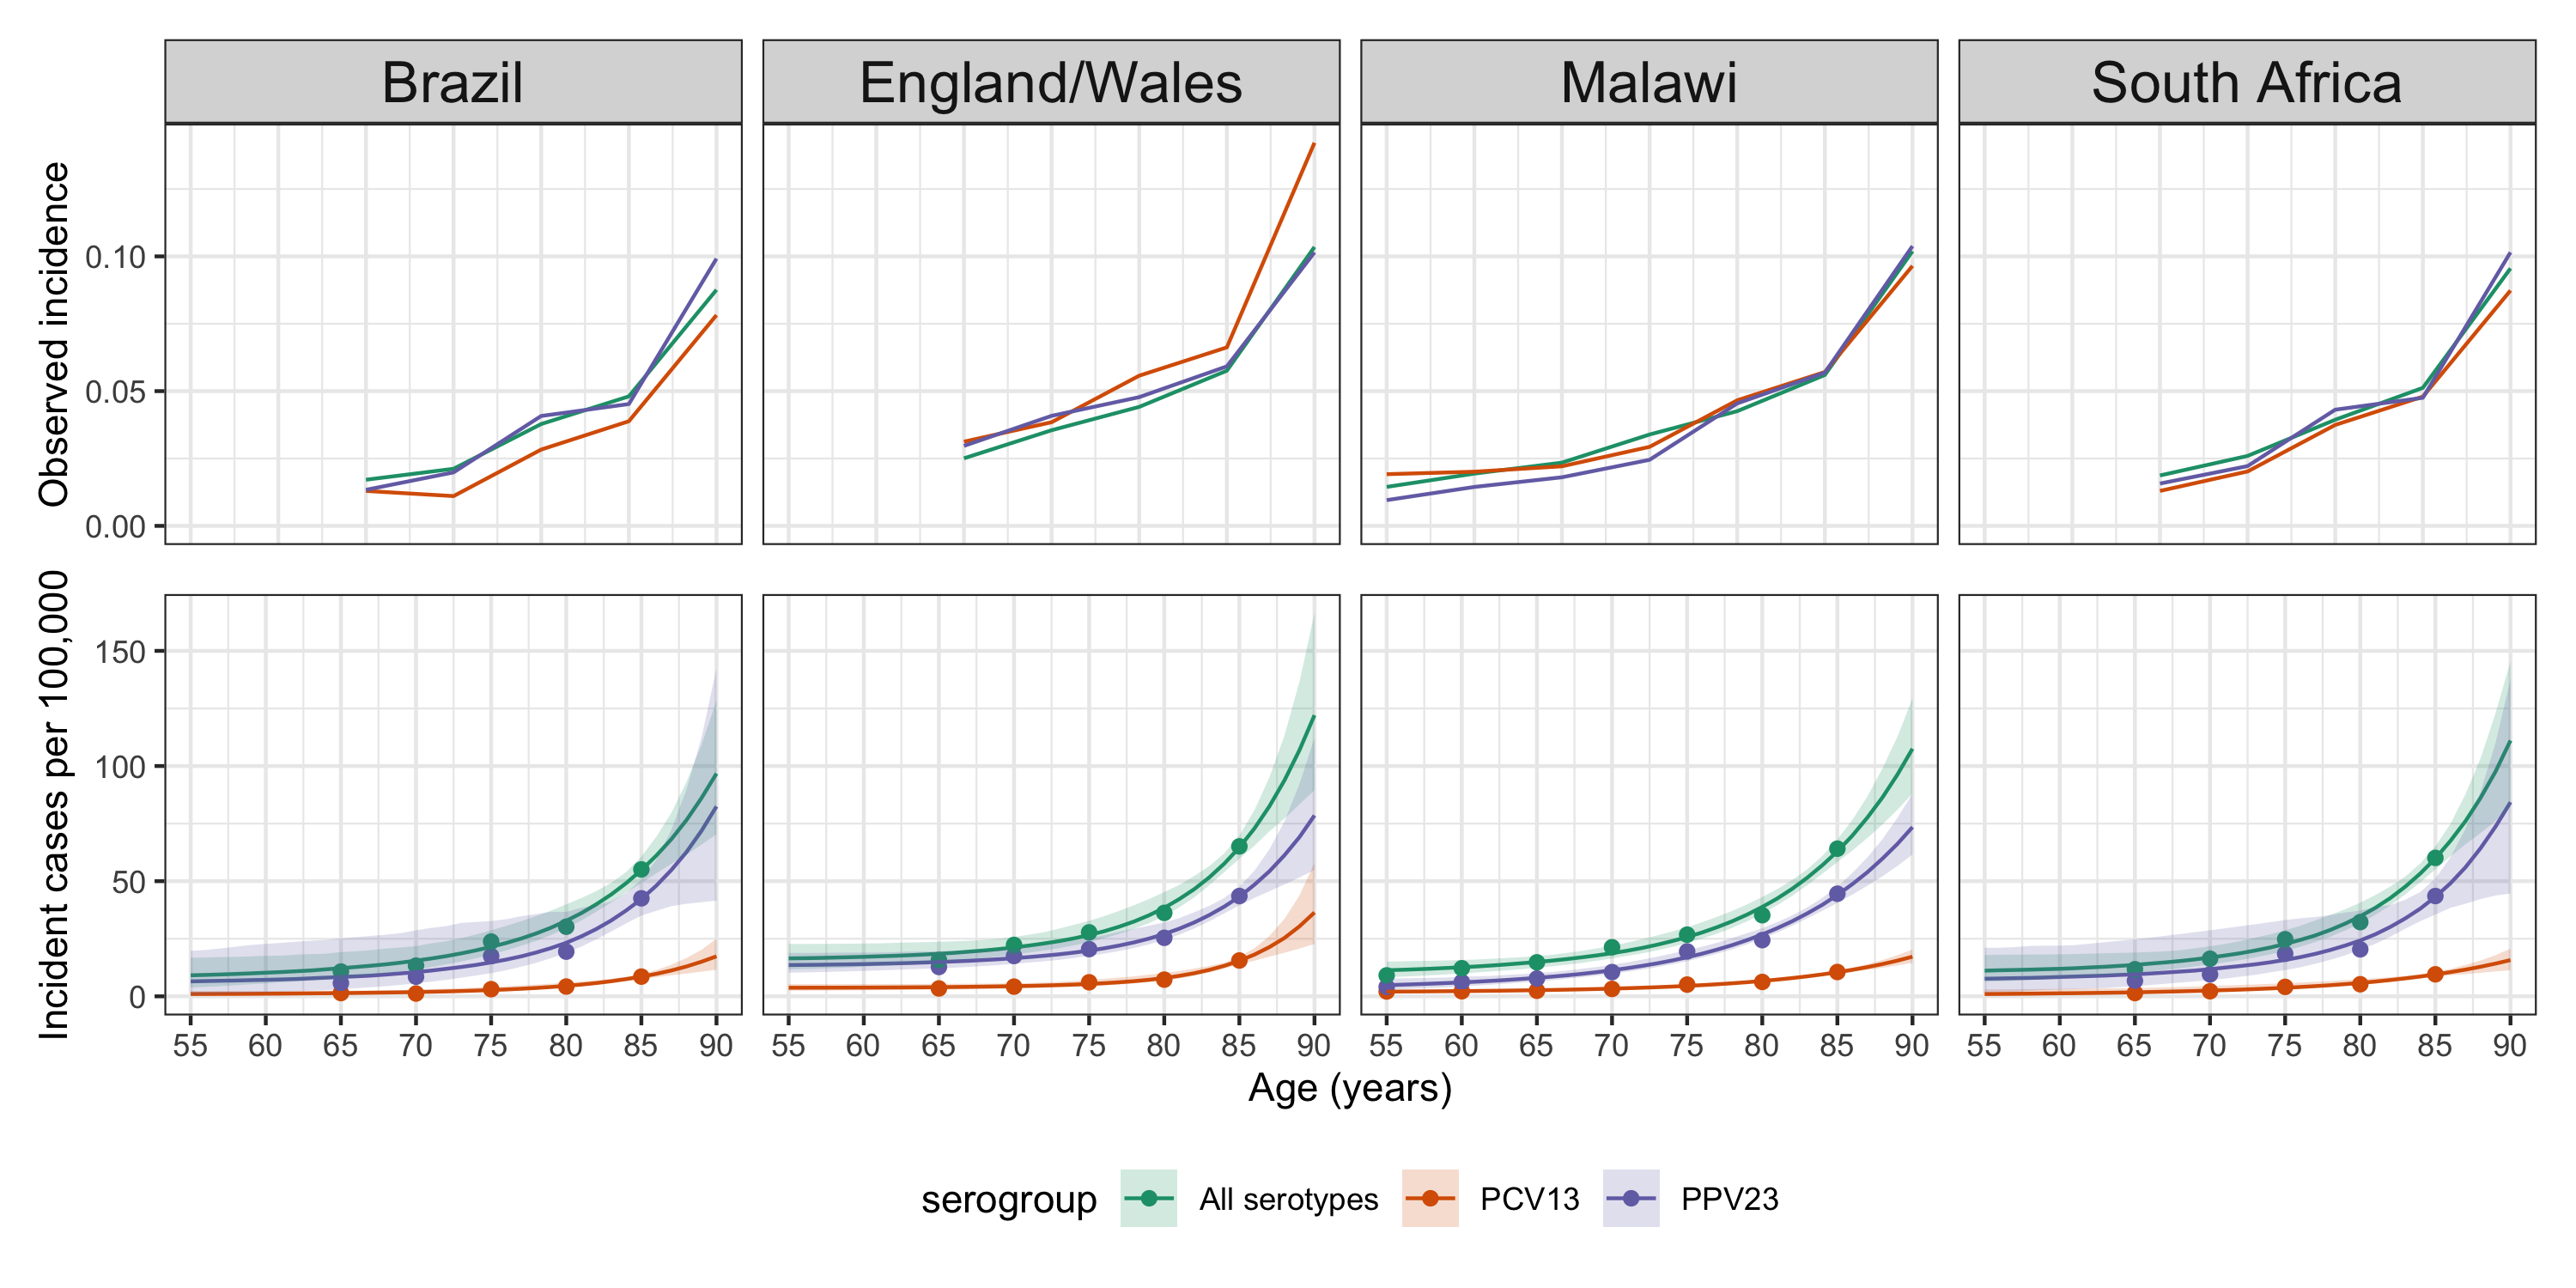 Brazil
England/Wales
Malawi
South Africa
Observed incidence
0.10
0.05
0.00
Incident cases per 100,000
150
100
50
0
55 60 65 70 75 80 85 90
55 60 65 70 75 80 85 90
55 60 65 70 75 80 85 90
55 60 65 70 75 80 85 90
Age (years)
serogroup All serotypes PCV13 PPV23